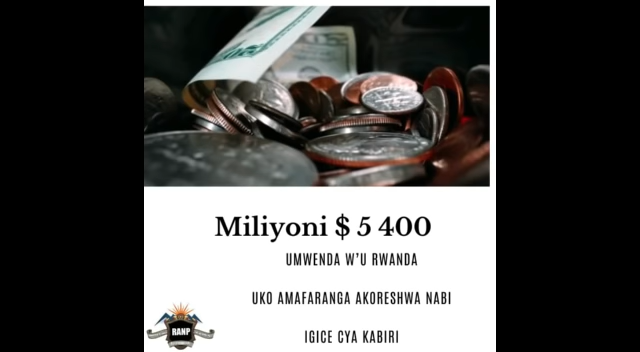 Miliyoni $ 5 400
UMWENDA W'U RWANDA
UKO AMAFARANGA AKORESHWA NABI
IGICE CYA KABIRI
RANP